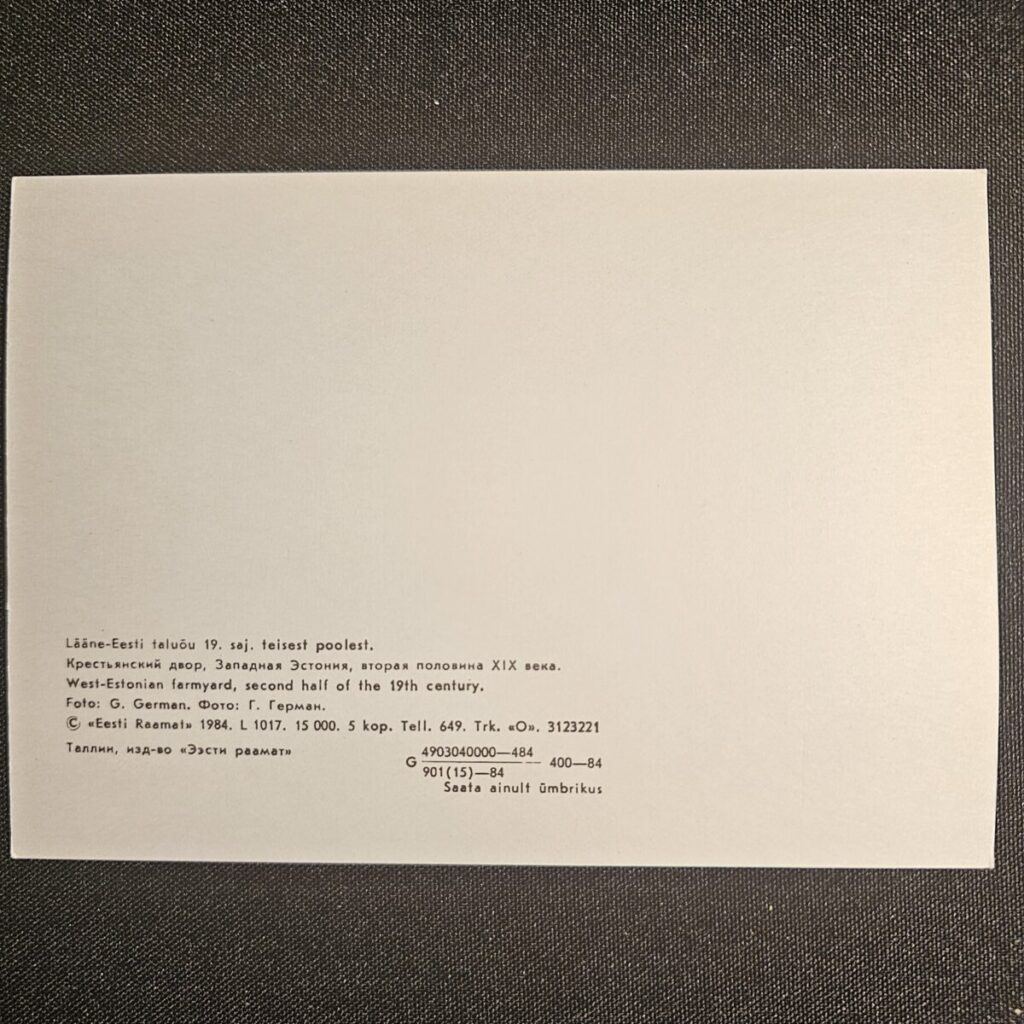 Lääne-Eesti taluõu 19. saj. teisest poolest.
Крестьянский двор, Западная Эстония, вторая половина XIX века.
West-Estonian farmyard, second half of the 19th century.
Foto: G. German. Фото: Г. Герман.
© «Eesti Raamat» 1984. L 1017. 15 000. 5 kop. Tell. 649. Trk. «O». 3123221
Таллин, изд-во «Ээсти раамат»
G 4903040000—484
901(15)—84 — 400—84
Saata ainult ümbrikus